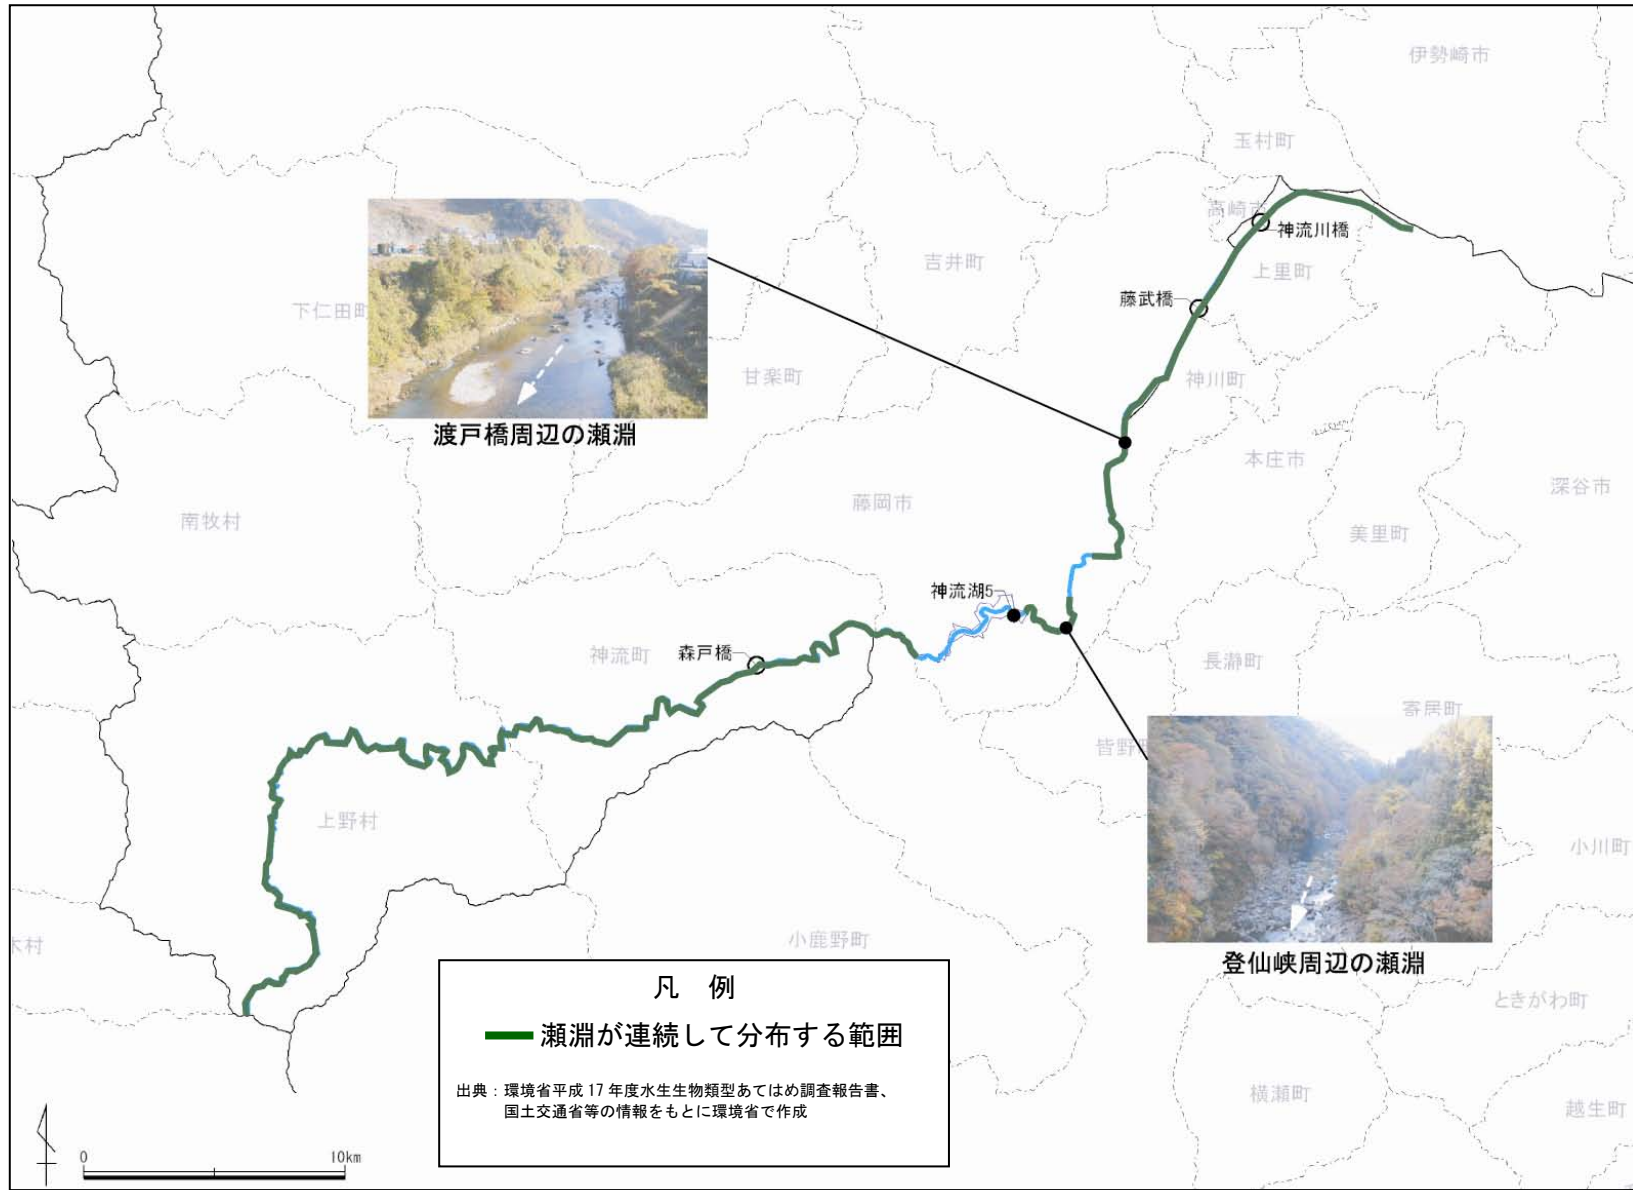 伊勢崎市
玉村町
高崎市
神流川橋
吉井町
上里町
藤武橋
下仁田町
甘楽町
神川町
渡戸橋周辺の瀬淵
本庄市
藤岡市
深谷市
南牧村
美里町
神流湖5
神流町
森戸橋
長瀞町
寄居町
皆野町
上野村
小川町
木村
小鹿野町
登仙峡周辺の瀬淵
凡 例
瀬淵が連続して分布する範囲
出典：環境省平成17年度水生生物類型あてはめ調査報告書、
国土交通省等の情報をもとに環境省で作成
ときがわ町
横瀬町
越生町
0
10km